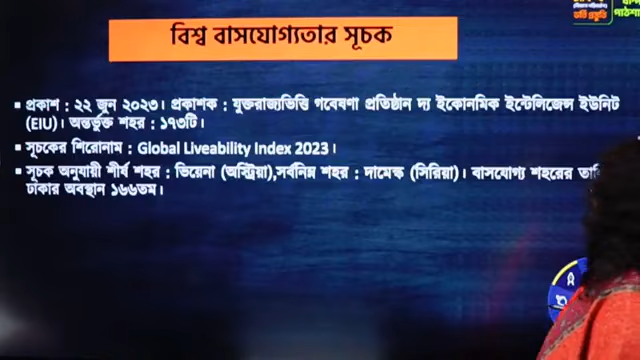 বিশ্ব বাসযোগ্যতার সূচক
▪ প্রকাশ : ২২ জুন ২০২৩। প্রকাশক : যুক্তরাজ্যভিত্তি গবেষণা প্রতিষ্ঠান দ্য ইকোনমিক ইন্টেলিজেন্স ইউনিট
(EIU)। অন্তর্ভুক্ত শহর : ১৭৩টি।
▪ সূচকের শিরোনাম : Global Liveability Index 2023।
▪ সূচক অনুযায়ী শীর্ষ শহর : ভিয়েনা (অস্ট্রিয়া),সর্বনিম্ন শহর : দামেস্ক (সিরিয়া)। বাসযোগ্য শহরের
ঢাকার অবস্থান ১৬৬তম।